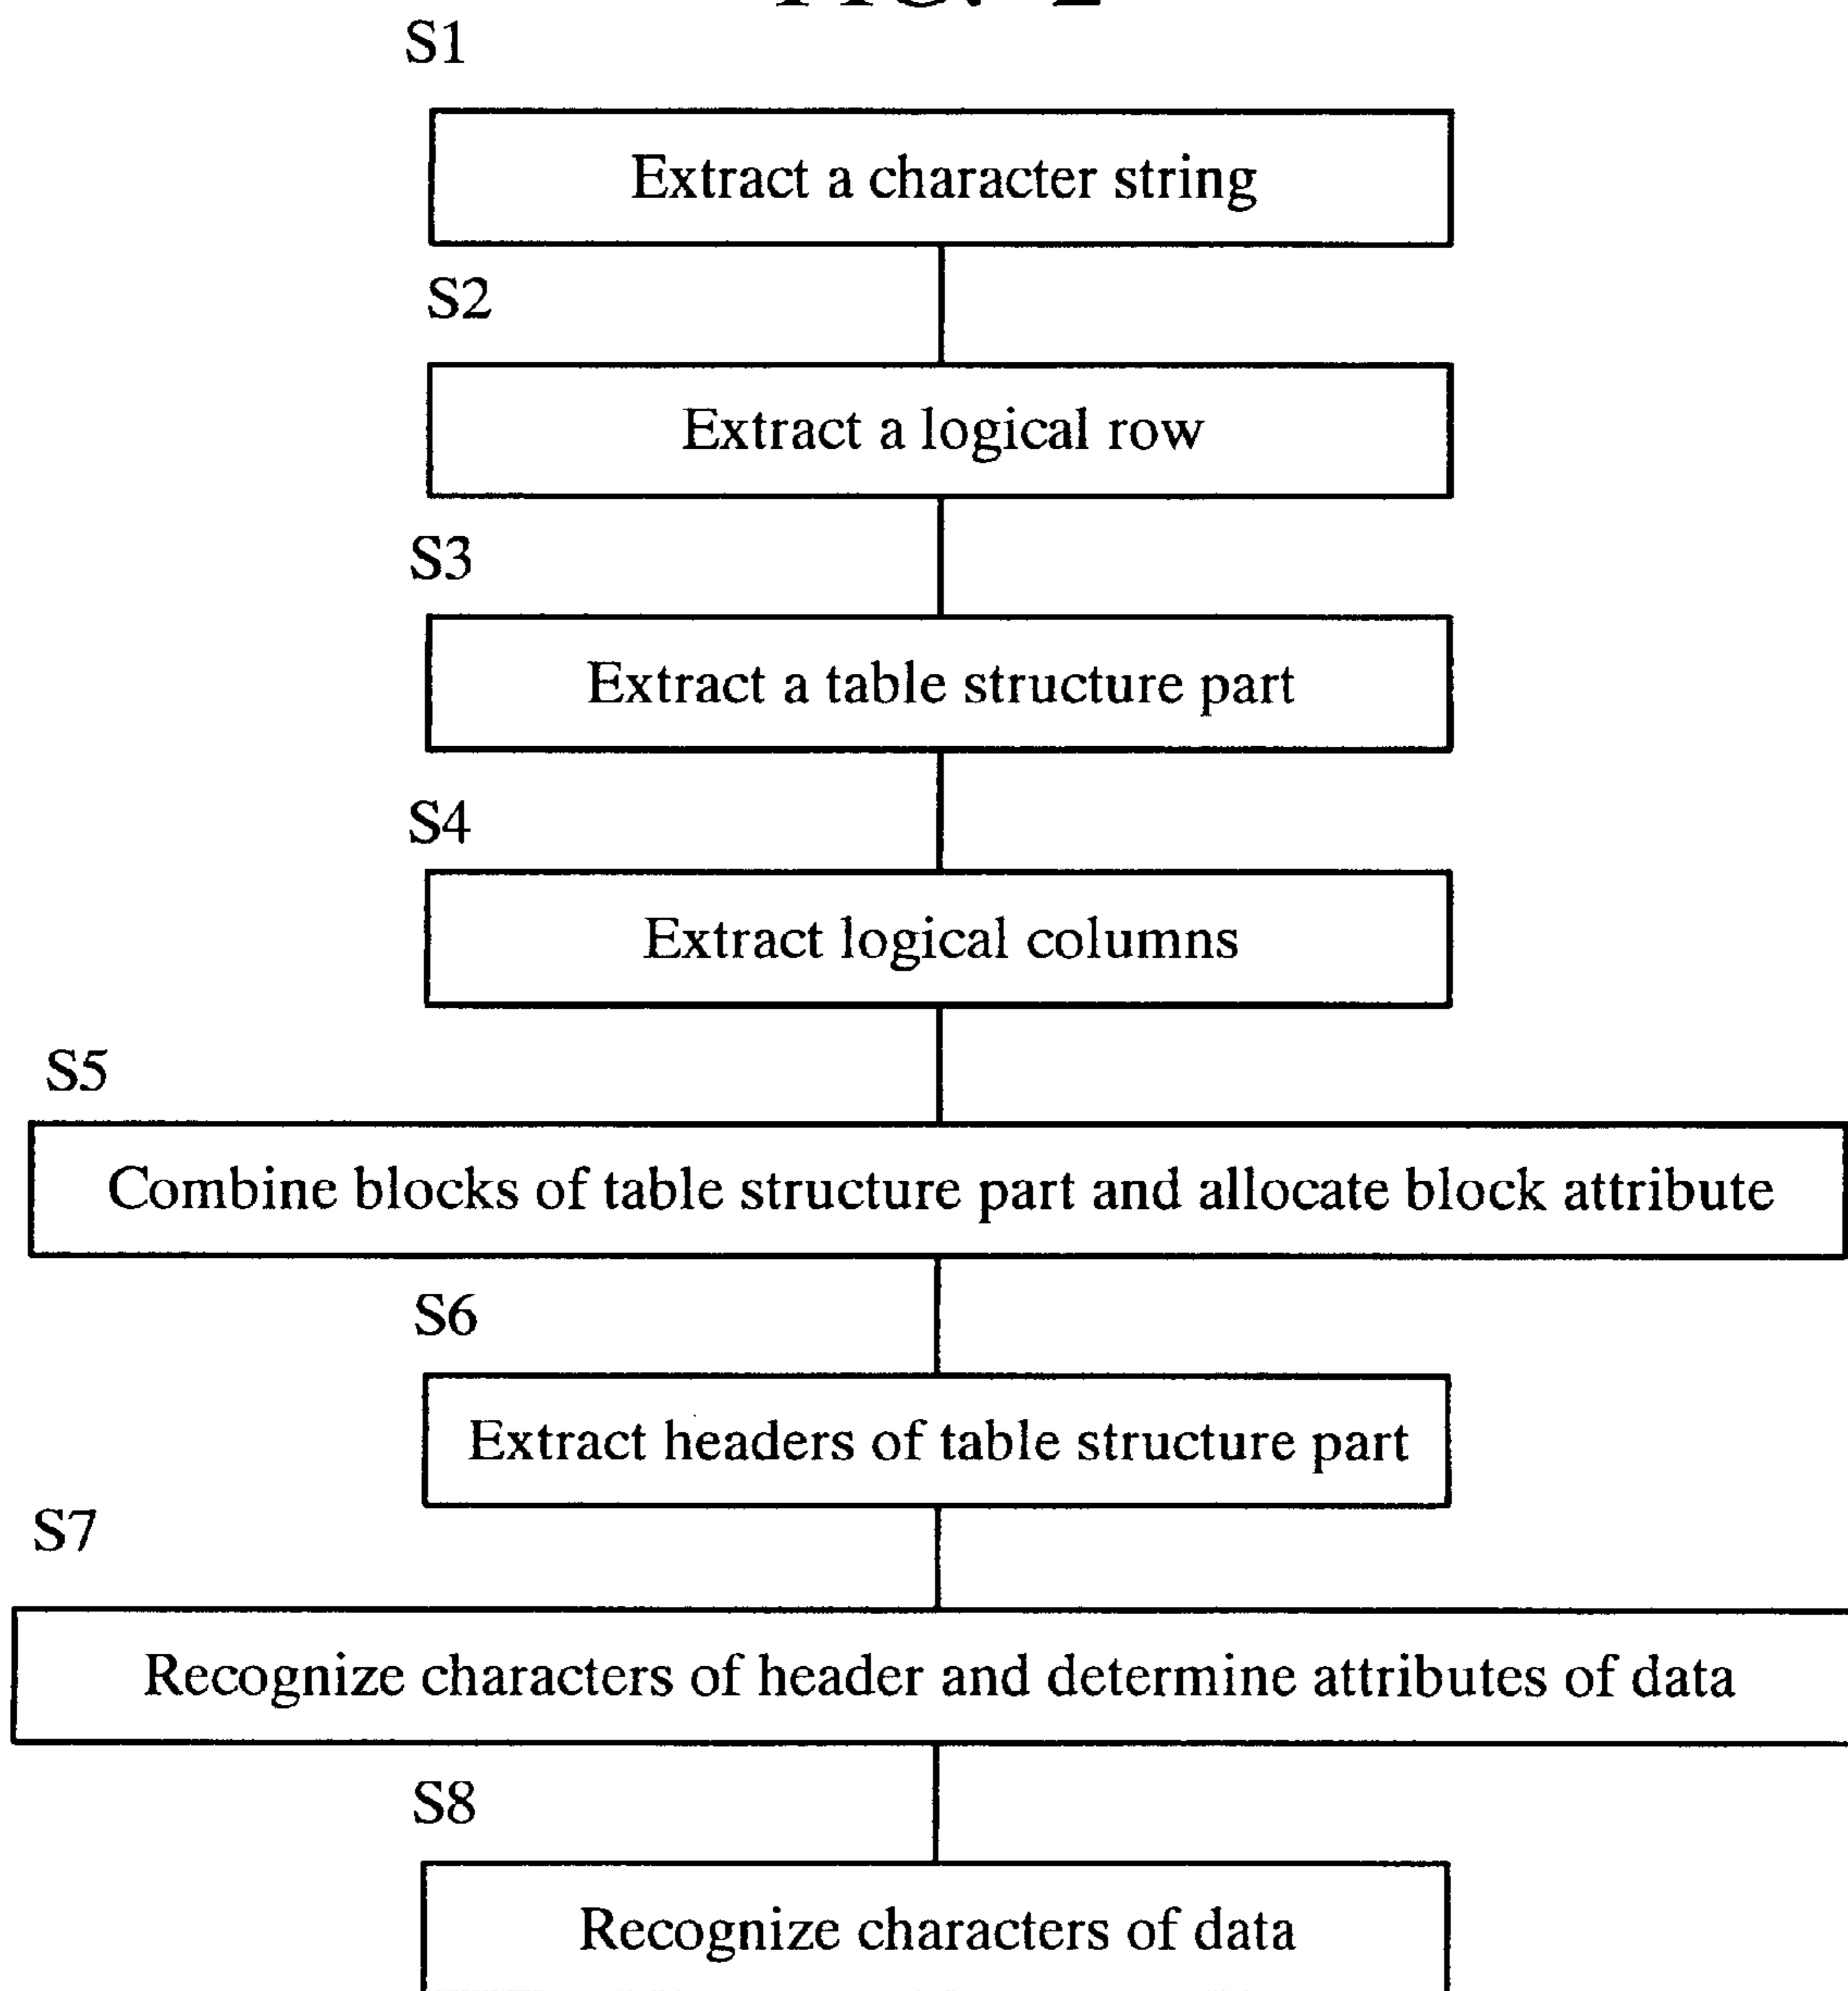 FIG. 2
S1
Extract a character string
S2
Extract a logical row
S3
Extract a table structure part
S4
Extract logical columns
S5
Combine blocks of table structure part and allocate block attribute
S6
Extract headers of table structure part
S7
Recognize characters of header and determine attributes of data
S8
Recognize characters of data